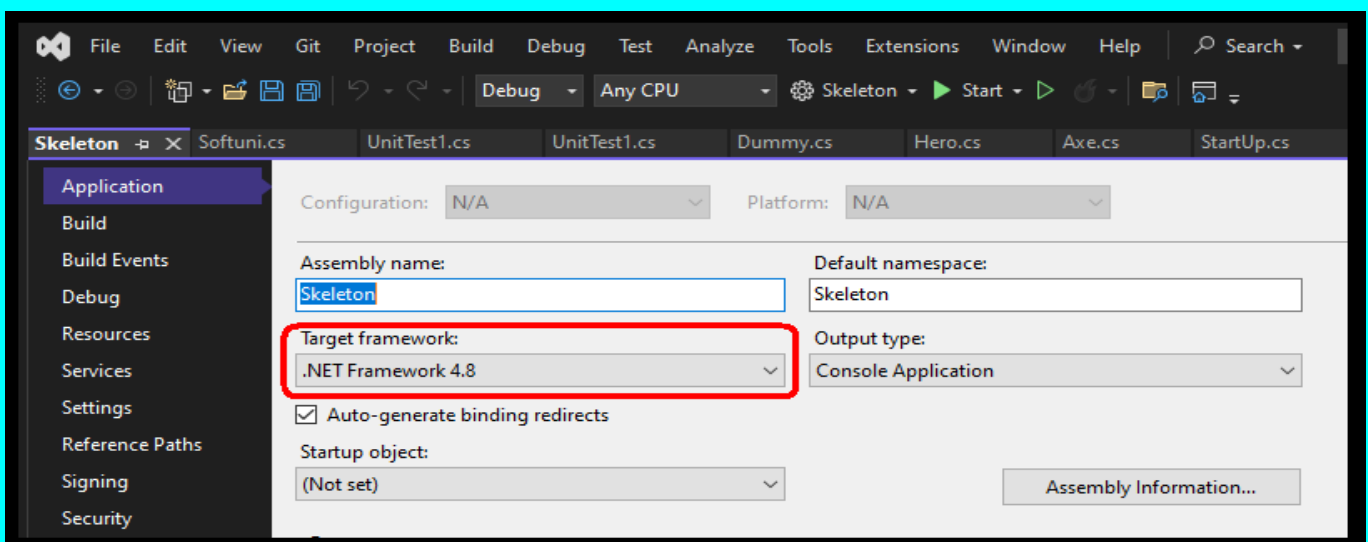 File Edit View Git Project Build Debug Test Analyze Tools Extensions Window Help Search
Debug Any CPU Skeleton Start
Skeleton Softuni.cs UnitTest1.cs UnitTest1.cs Dummy.cs Hero.cs Axe.cs StartUp.cs
Application
Build
Build Events
Debug
Resources
Services
Settings
Reference Paths
Signing
Security
Configuration: N/A Platform: N/A
Assembly name: Default namespace:
Skeleton Skeleton
Target framework: Output type:
.NET Framework 4.8 Console Application
Auto-generate binding redirects
Startup object:
(Not set) Assembly Information...